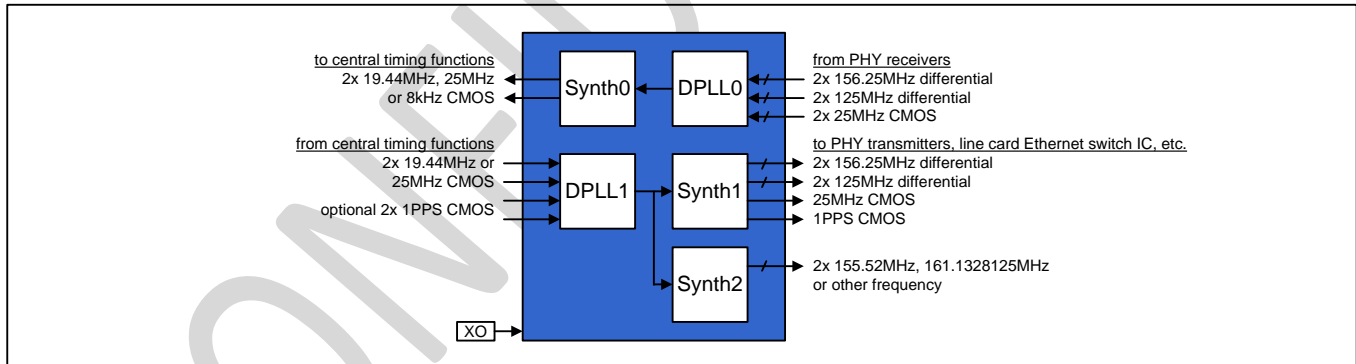 to central timing functions
2x 19.44MHz, 25MHz
or 8kHz CMOS
Synth0
DPLL0
from PHY receivers
2x 156.25MHz differential
2x 125MHz differential
2x 25MHz CMOS
from central timing functions
2x 19.44MHz or
25MHz CMOS
optional 2x 1PPS CMOS
DPLL1
Synth1
to PHY transmitters, line card Ethernet switch IC, etc.
2x 156.25MHz differential
2x 125MHz differential
25MHz CMOS
1PPS CMOS
Synth2
2x 155.52MHz, 161.1328125MHz
or other frequency
XO